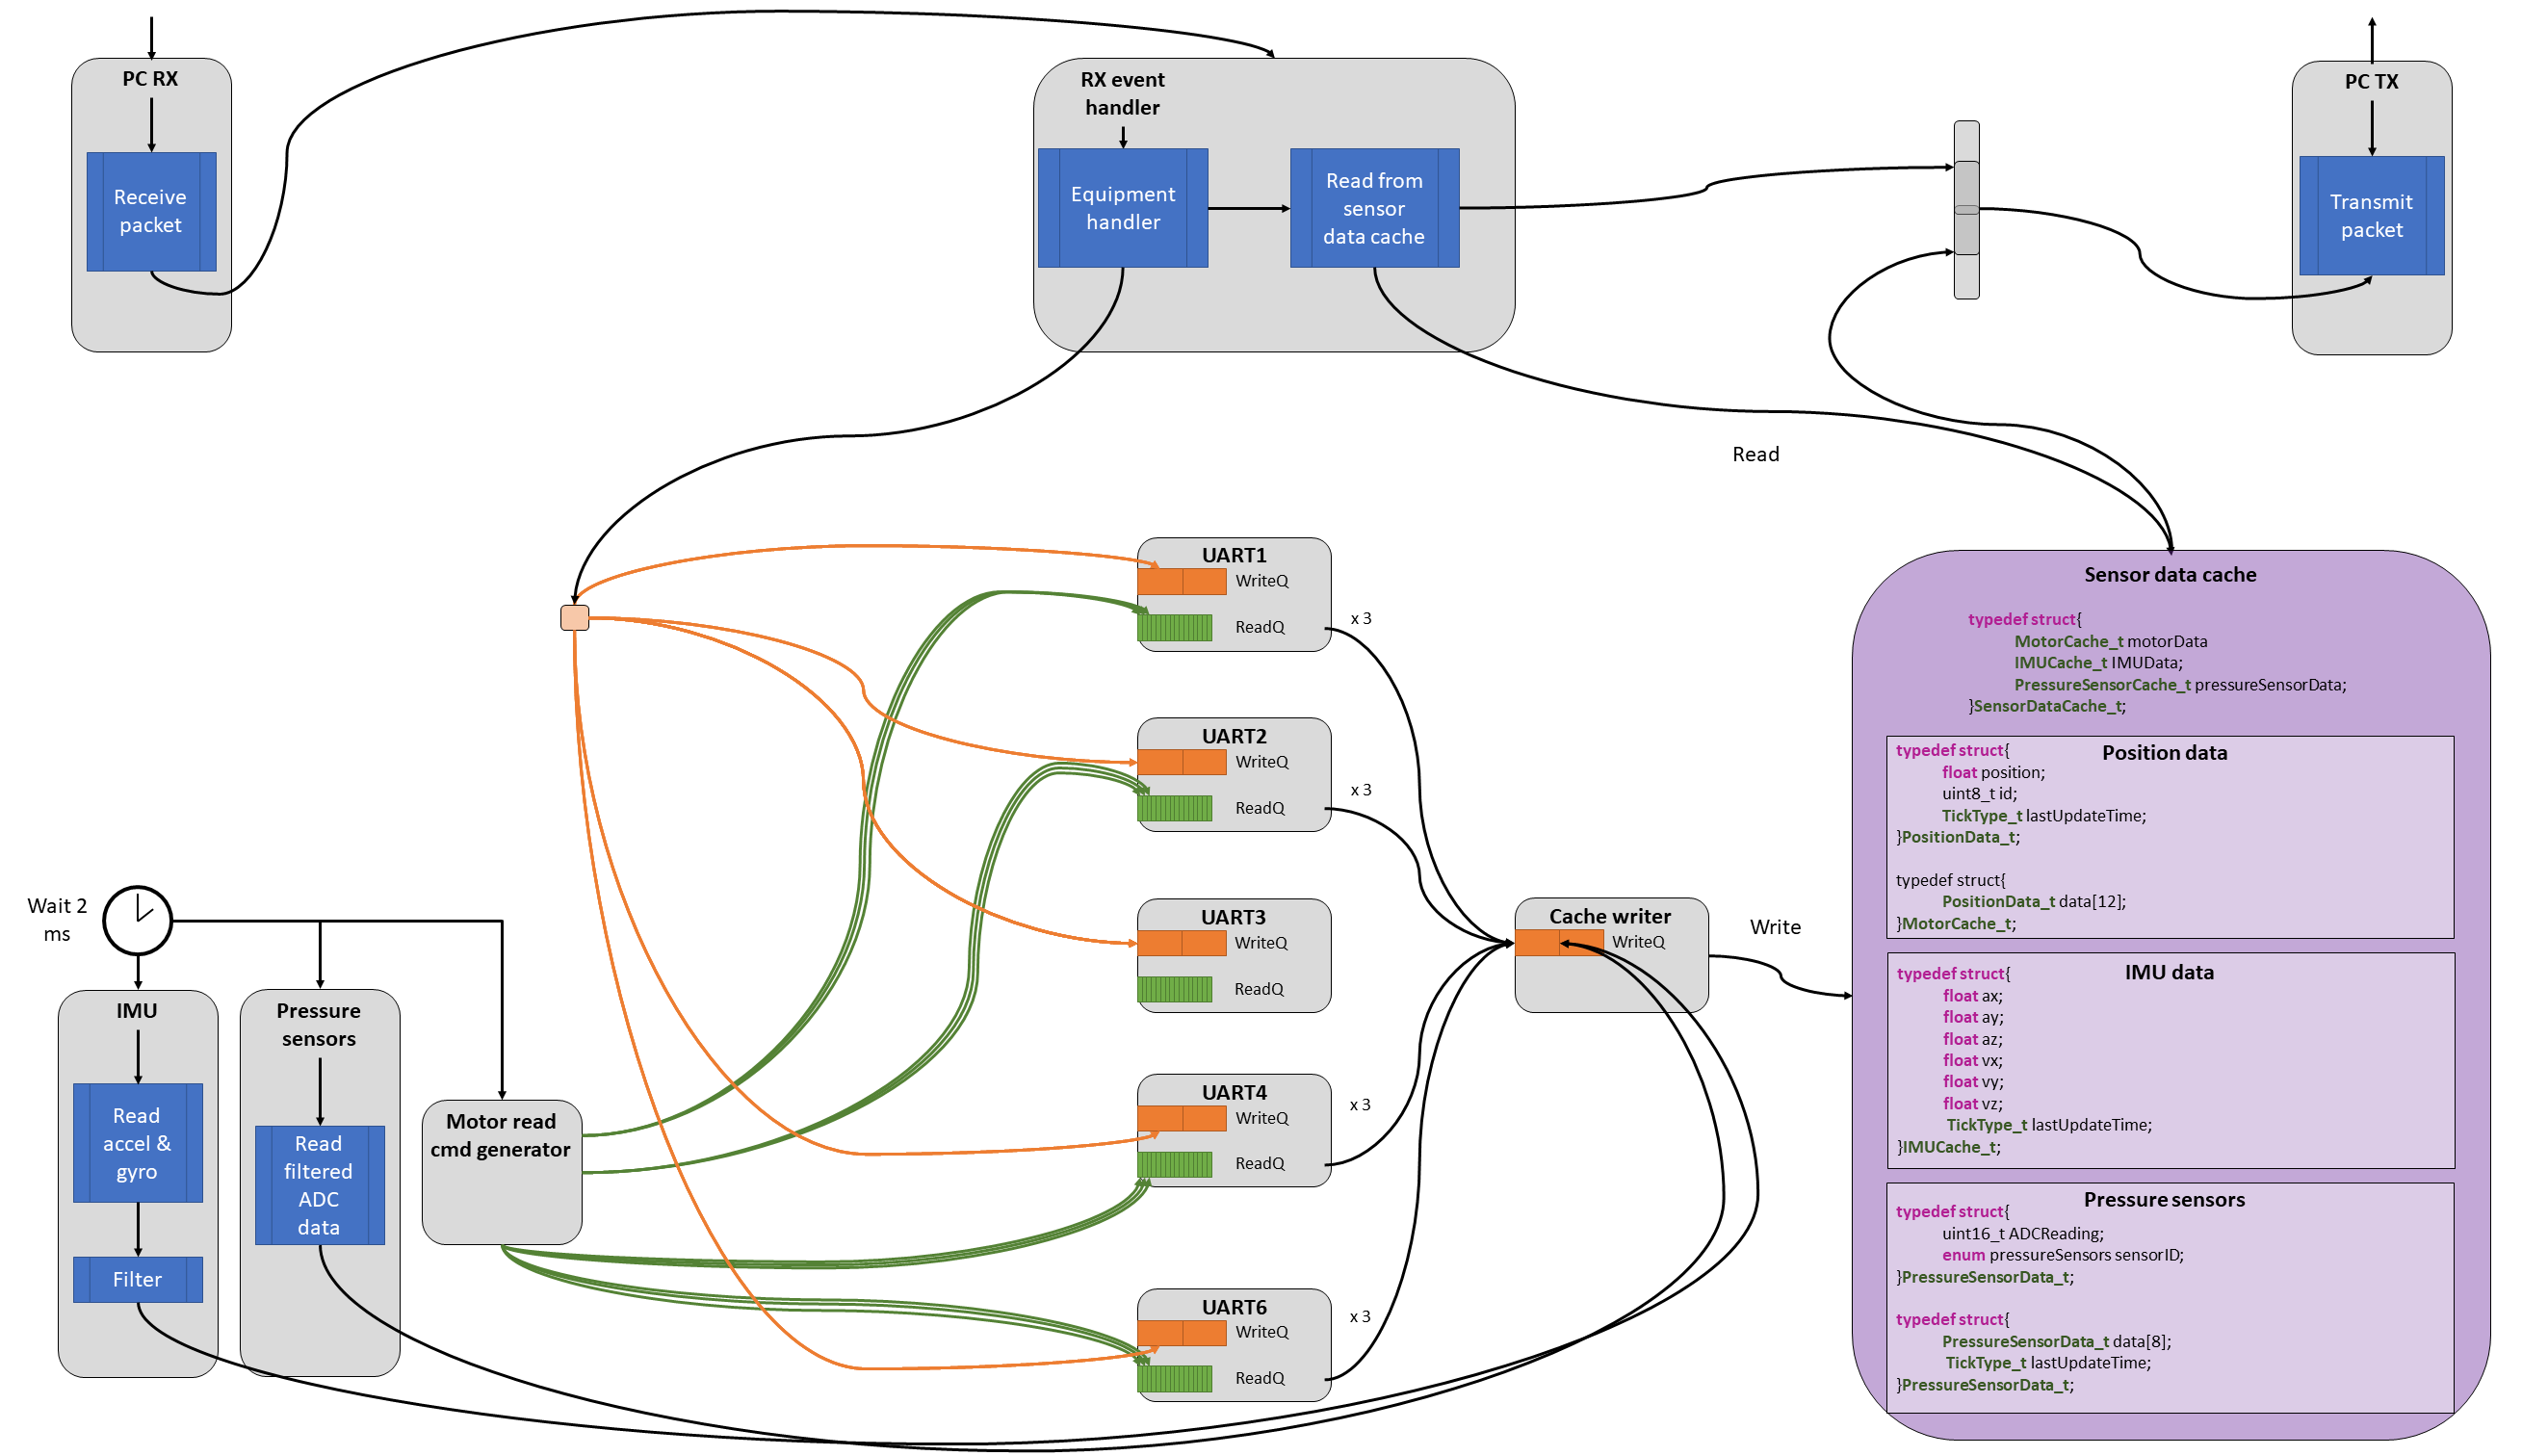 PC RX
Receive
packet
RX event
handler
Equipment
handler
Read from
sensor
data cache
PC TX
Transmit
packet
Read
UART1
WriteQ
ReadQ
x 3
UART2
WriteQ
ReadQ
x 3
UART3
WriteQ
ReadQ
UART4
WriteQ
ReadQ
x 3
UART6
WriteQ
ReadQ
x 3
Wait 2
ms
IMU
Read
accel &
gyro
Filter
Pressure
sensors
Read
filtered
ADC
data
Motor read
cmd generator
Cache writer
WriteQ
Write
Sensor data cache
typedef struct{
MotorCache_t motorData
IMUCache_t IMUData;
PressureSensorCache_t pressureSensorData;
}SensorDataCache_t;
Position data
typedef struct{
float position;
uint8_t id;
TickType_t lastUpdateTime;
}PositionData_t;
typedef struct{
PositionData_t data[12];
}MotorCache_t;
IMU data
typedef struct{
float ax;
float ay;
float az;
float vx;
float vy;
float vz;
TickType_t lastUpdateTime;
}IMUCache_t;
Pressure sensors
typedef struct{
uint16_t ADCReading;
enum pressureSensors sensorID;
}PressureSensorData_t;
typedef struct{
PressureSensorData_t data[8];
TickType_t lastUpdateTime;
}PressureSensorData_t;